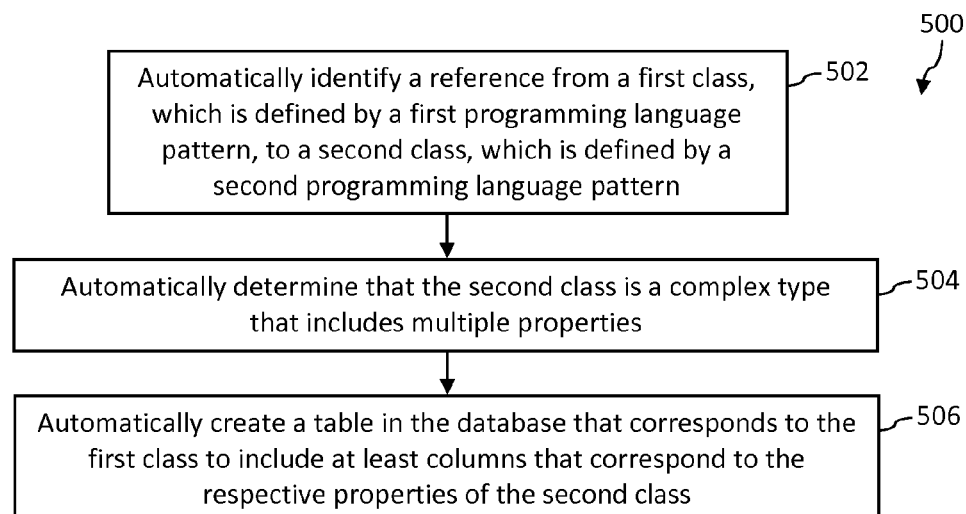 500
Automatically identify a reference from a first class,
which is defined by a first programming language
pattern, to a second class, which is defined by a
second programming language pattern
502
Automatically determine that the second class is a complex type
that includes multiple properties
504
Automatically create a table in the database that corresponds to the
first class to include at least columns that correspond to the
respective properties of the second class
506